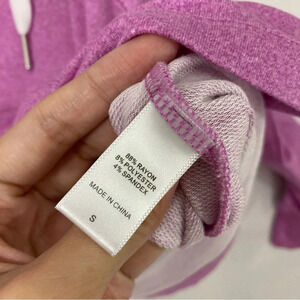 88% RAYON
8% POLYESTER
4% SPANDEX
MADE IN CHINA
S